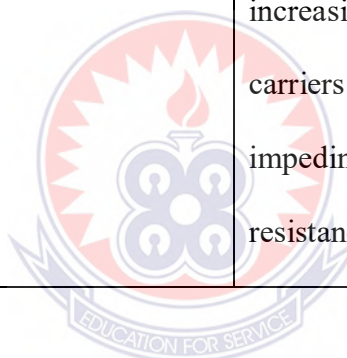 increasi
carriers
impedin
resistan
EDUCATION FOR SERVICE